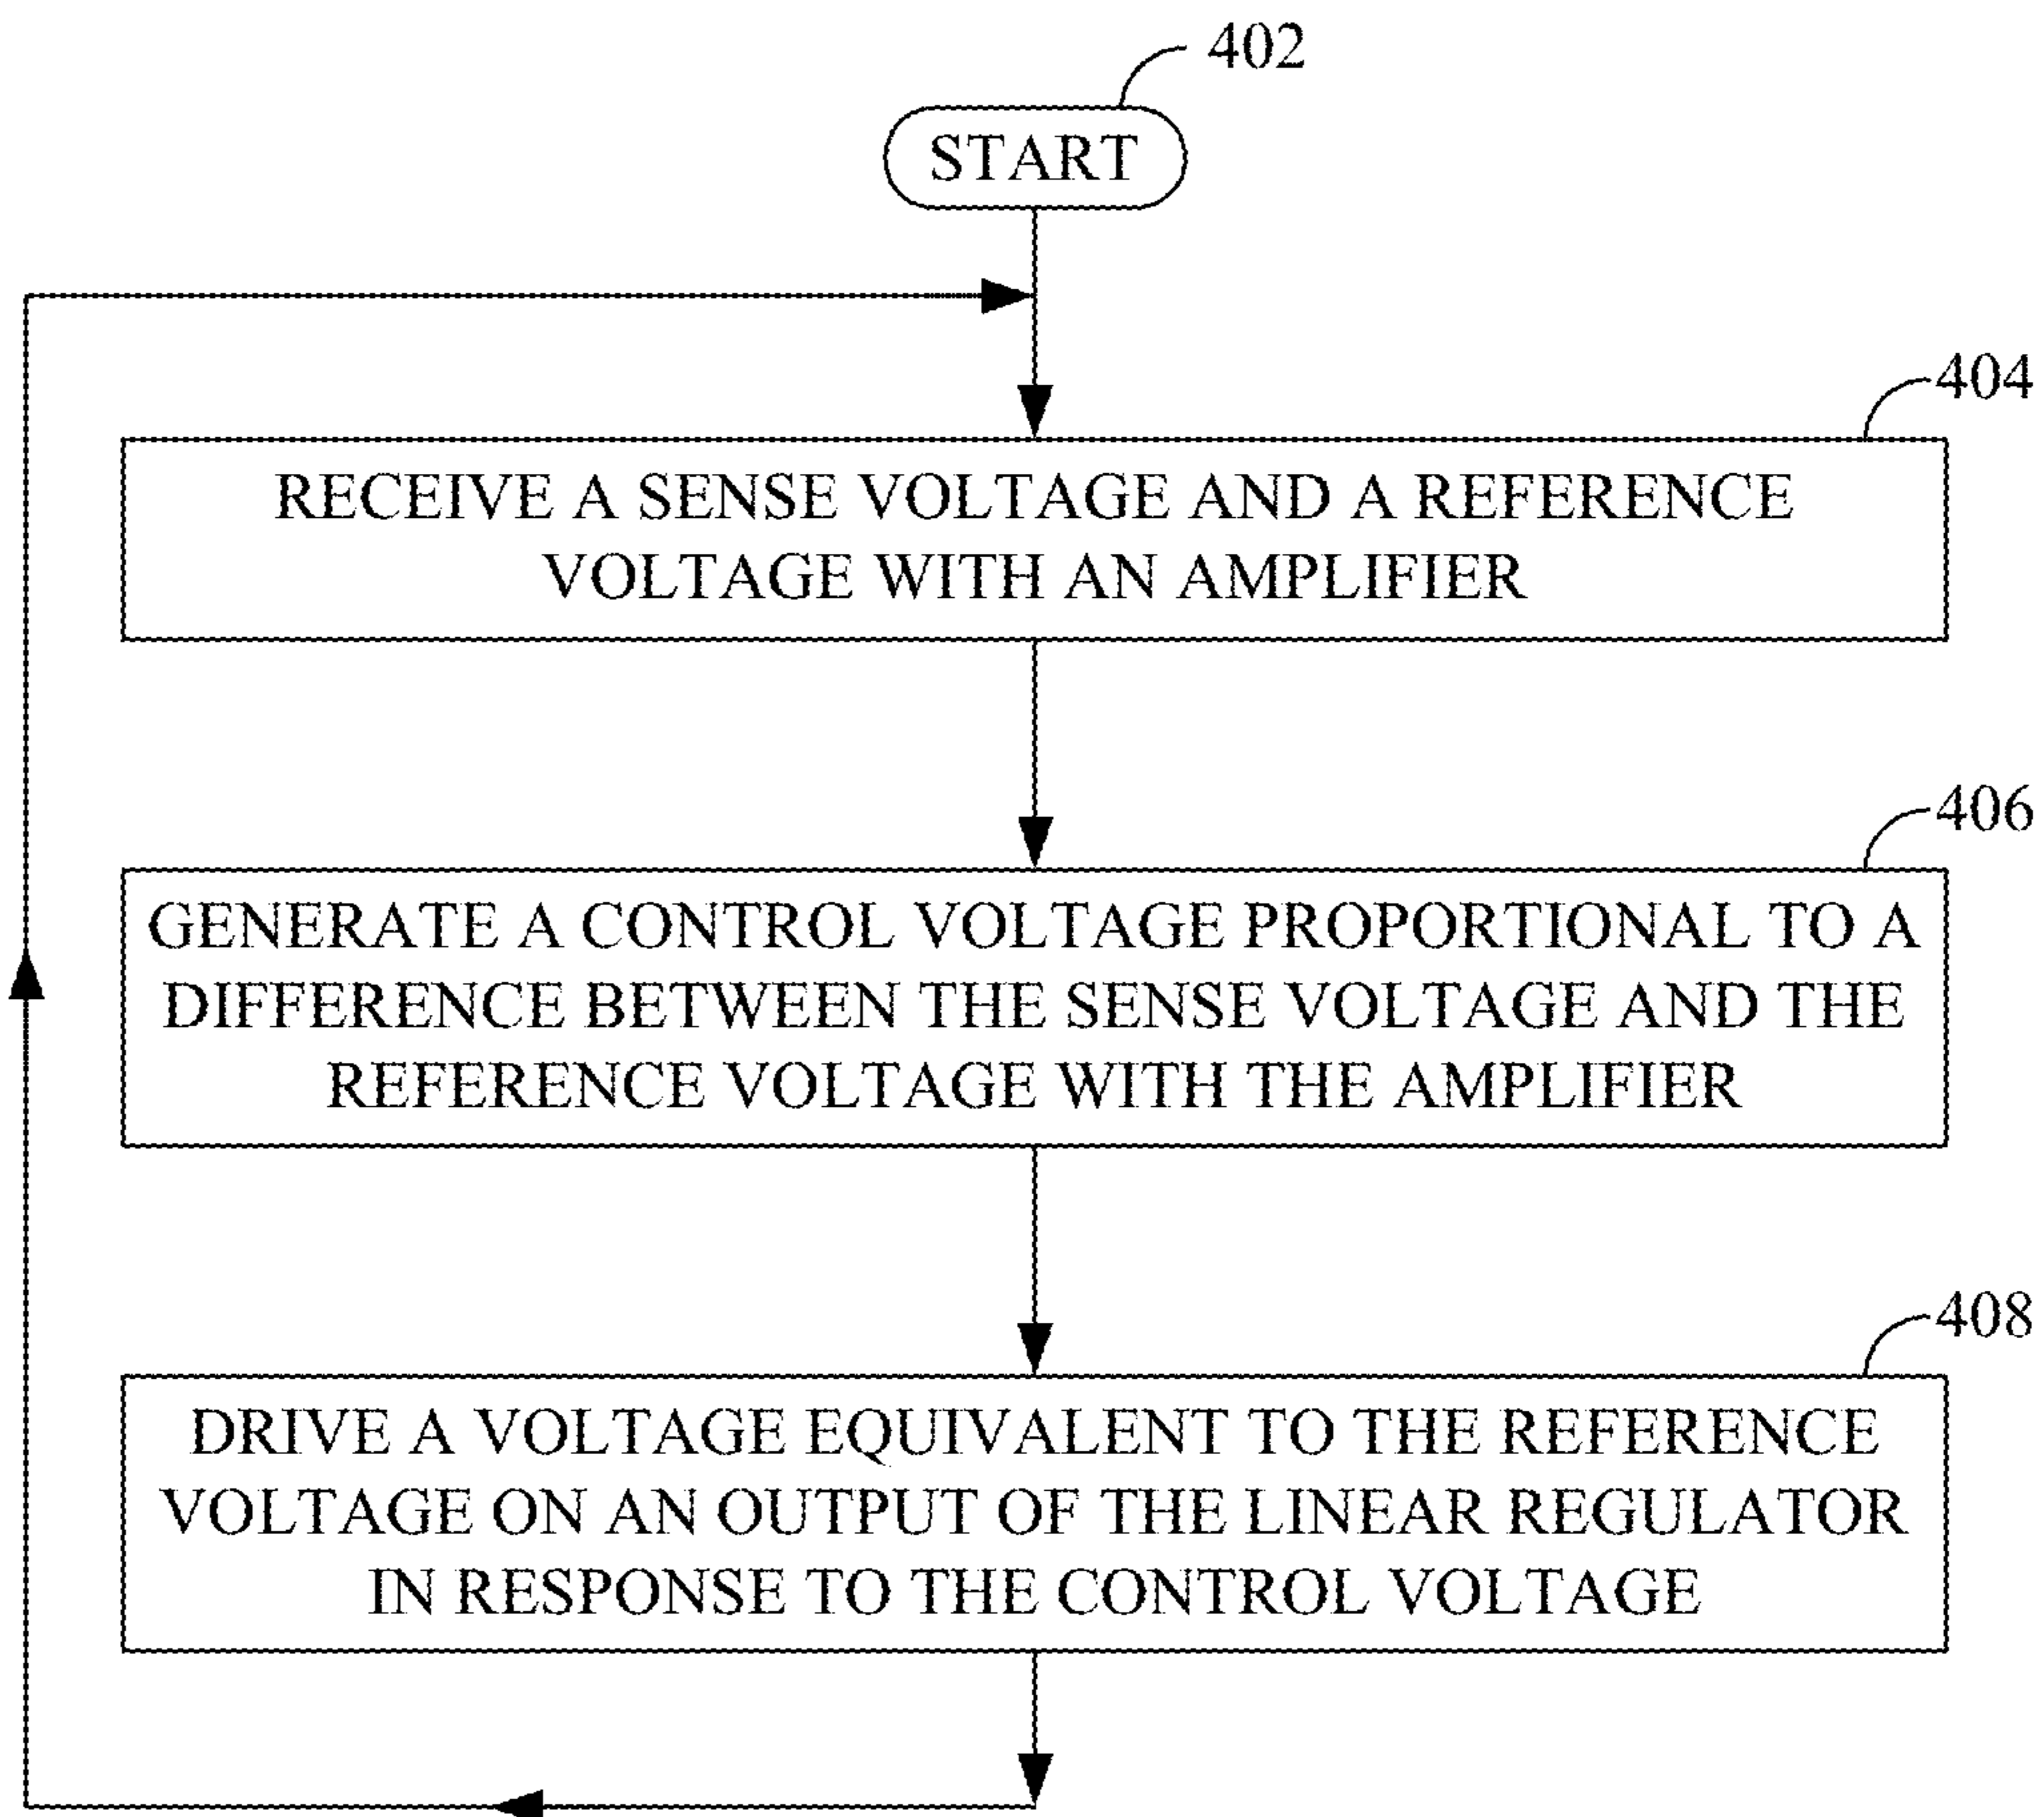 402
START
404
RECEIVE A SENSE VOLTAGE AND A REFERENCE
VOLTAGE WITH AN AMPLIFIER
406
GENERATE A CONTROL VOLTAGE PROPORTIONAL TO A
DIFFERENCE BETWEEN THE SENSE VOLTAGE AND THE
REFERENCE VOLTAGE WITH THE AMPLIFIER
408
DRIVE A VOLTAGE EQUIVALENT TO THE REFERENCE
VOLTAGE ON AN OUTPUT OF THE LINEAR REGULATOR
IN RESPONSE TO THE CONTROL VOLTAGE